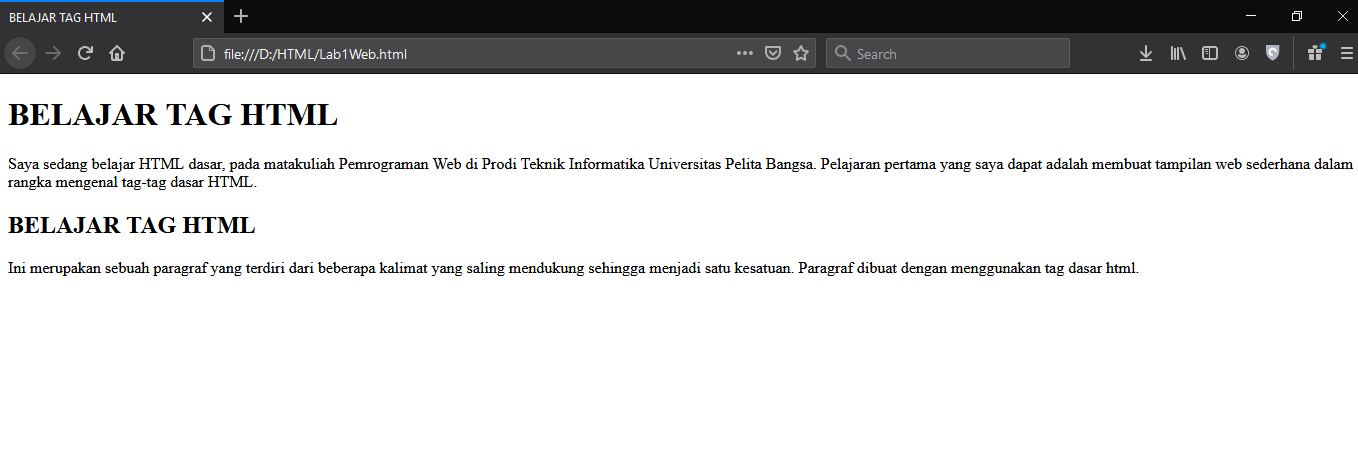 BELAJAR TAG HTML
file:///D:/HTML/Lab1Web.html
Search
BELAJAR TAG HTML
Saya sedang belajar HTML dasar, pada matakuliah Pemrograman Web di Prodi Teknik Informatika Universitas Pelita Bangsa. Pelajaran pertama yang saya dapat adalah membuat tampilan web sederhana dalam
rangka mengenal tag-tag dasar HTML.
BELAJAR TAG HTML
Ini merupakan sebuah paragraf yang terdiri dari beberapa kalimat yang saling mendukung sehingga menjadi satu kesatuan. Paragraf dibuat dengan menggunakan tag dasar html.